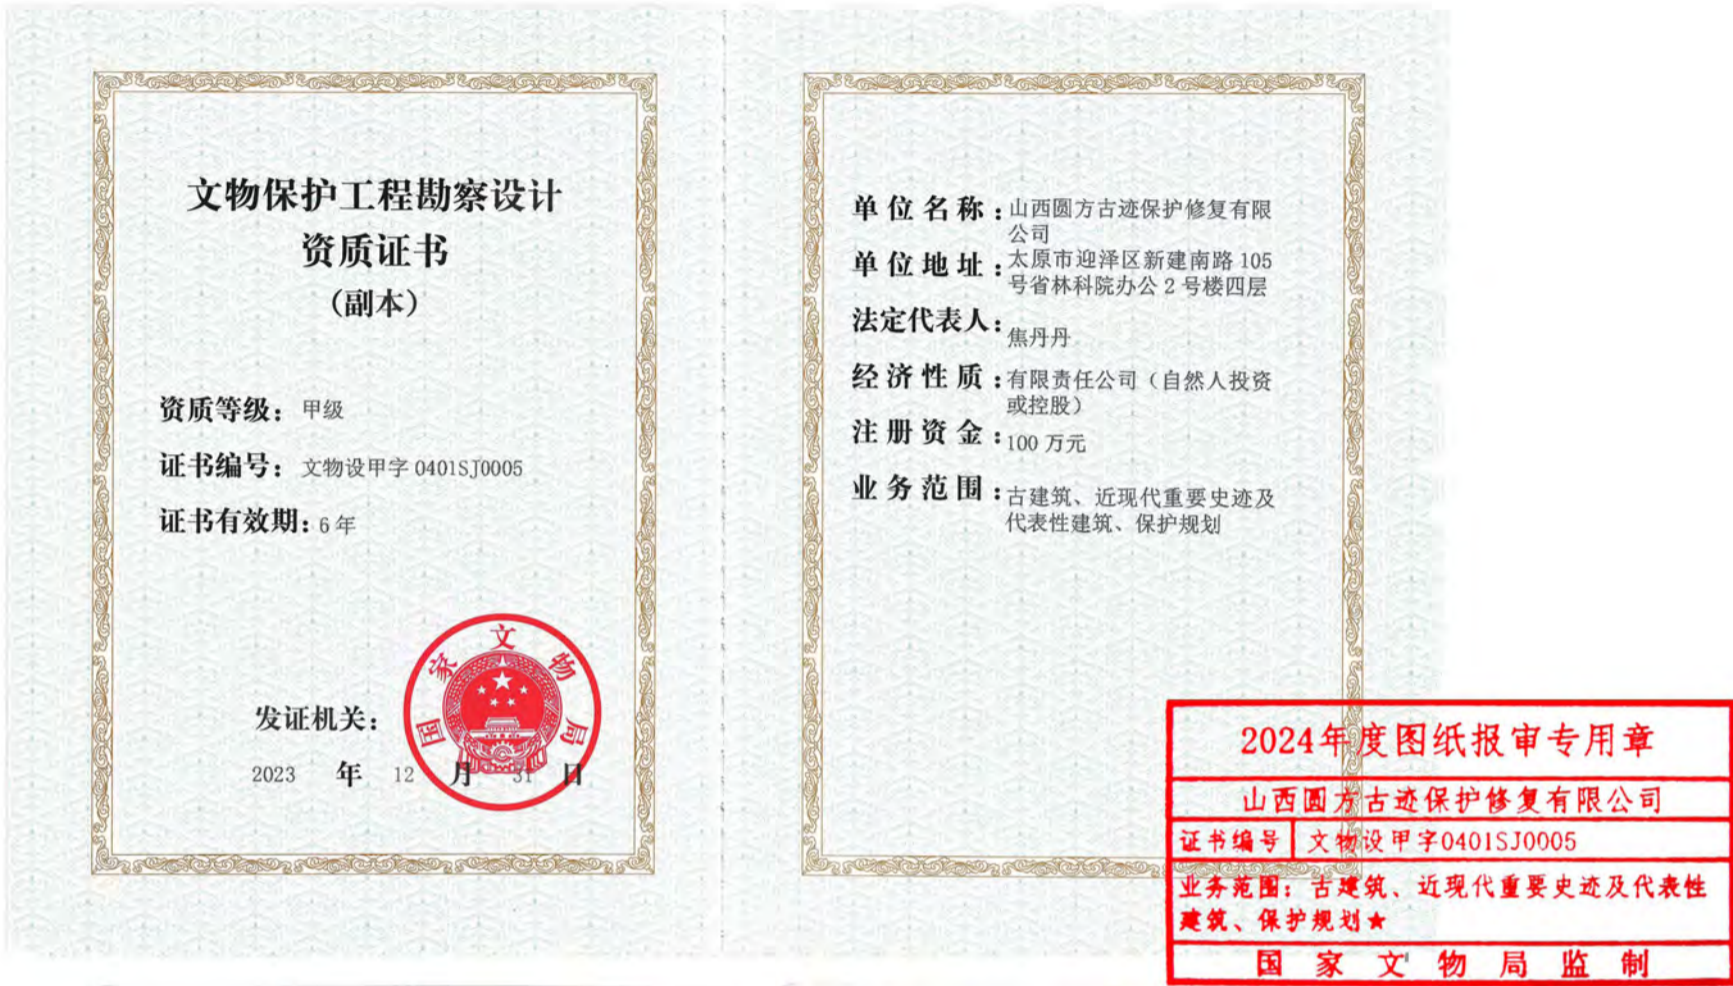 文物保护工程勘察设计
资质证书
（副本）
资质等级：甲级
证书编号：文物设甲字 0401SJ0005
证书有效期：6 年
发证机关：
国家文物局
2023 年 12 月 31 日
单位名称：山西圆方古迹保护修复有限
公司
单位地址：太原市迎泽区新建南路 105
号省林科院办公 2 号楼四层
法定代表人：焦丹丹
经济性质：有限责任公司（自然人投资
或控股）
注册资金：100 万元
业务范围：古建筑、近现代重要史迹及
代表性建筑、保护规划
2024年度图纸报审专用章
山西圆方古迹保护修复有限公司
证书编号 文物设甲字0401SJ0005
业务范围：古建筑、近现代重要史迹及代表性
建筑、保护规划★
国家文物局监制